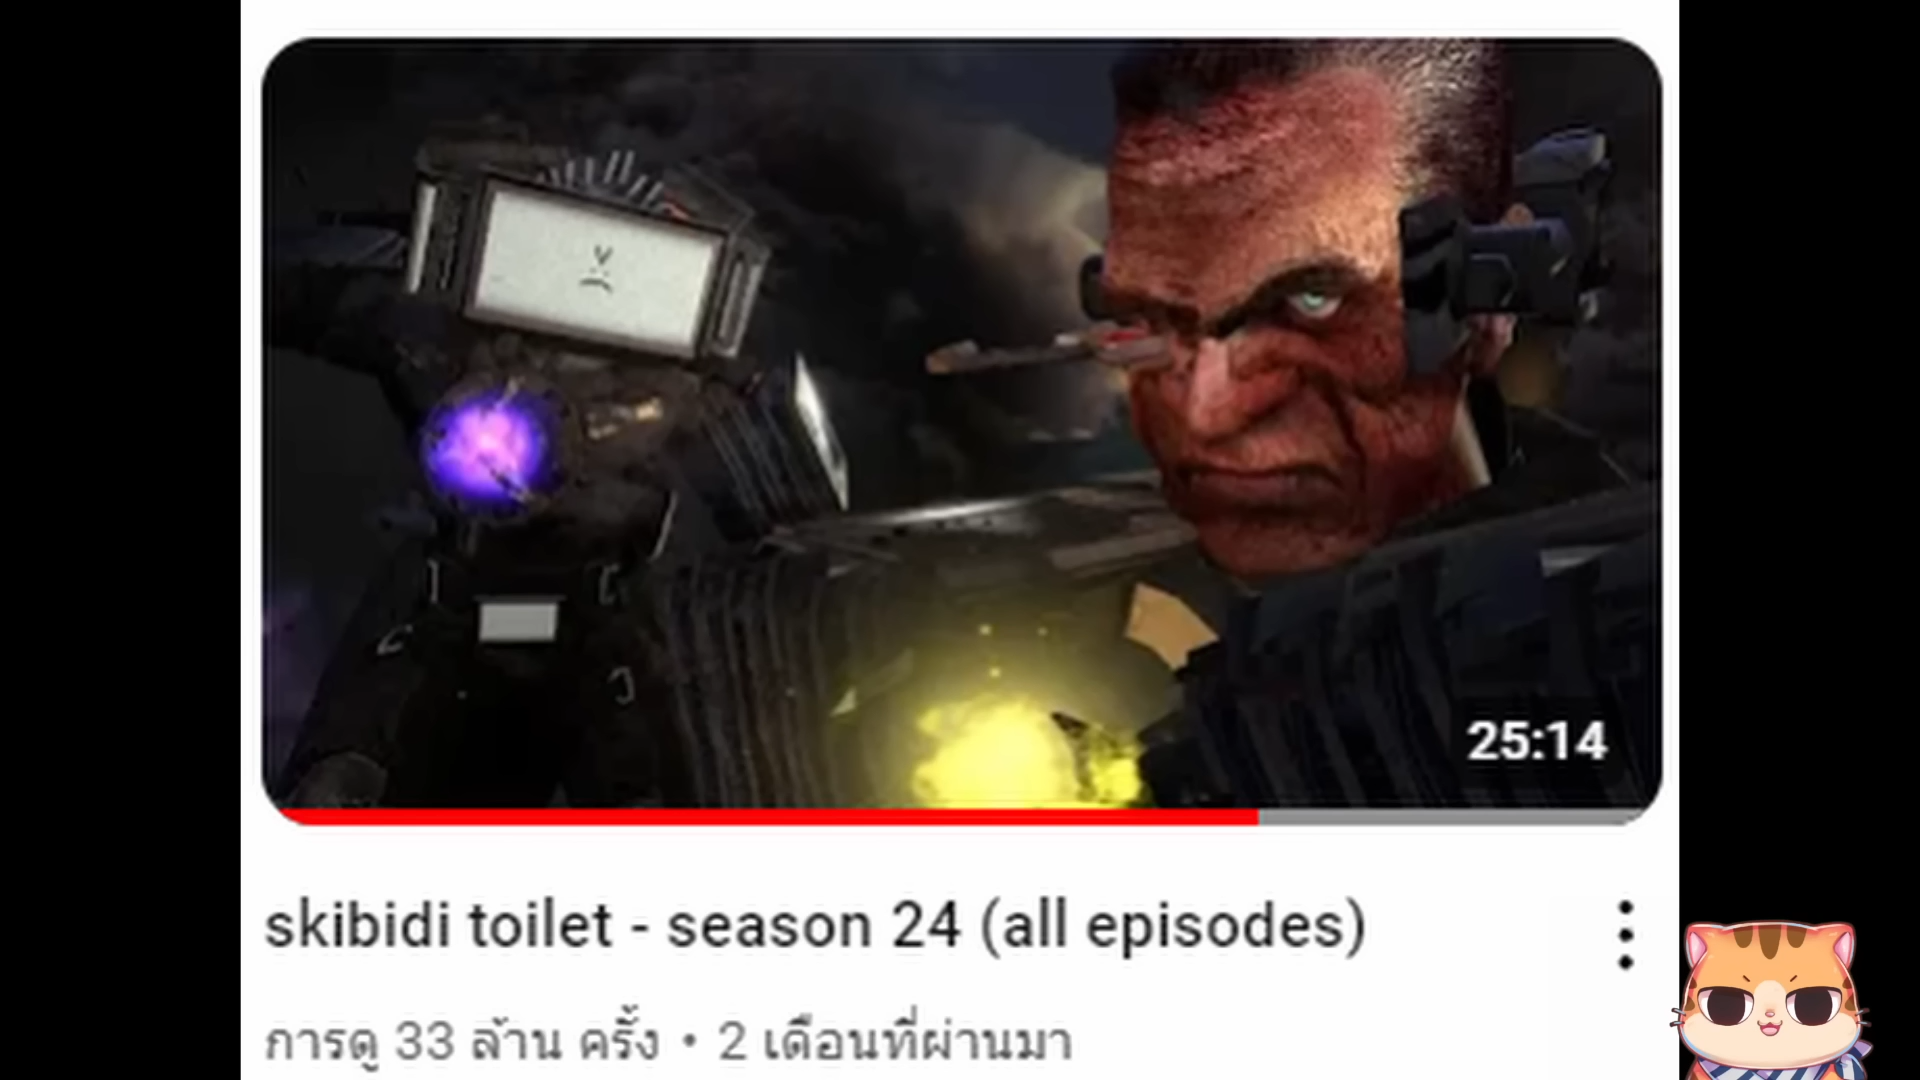 25:14
skibidi toilet - season 24 (all episodes)
การดู 33 ล้าน ครั้ง • 2 เดือนที่ผ่านมา